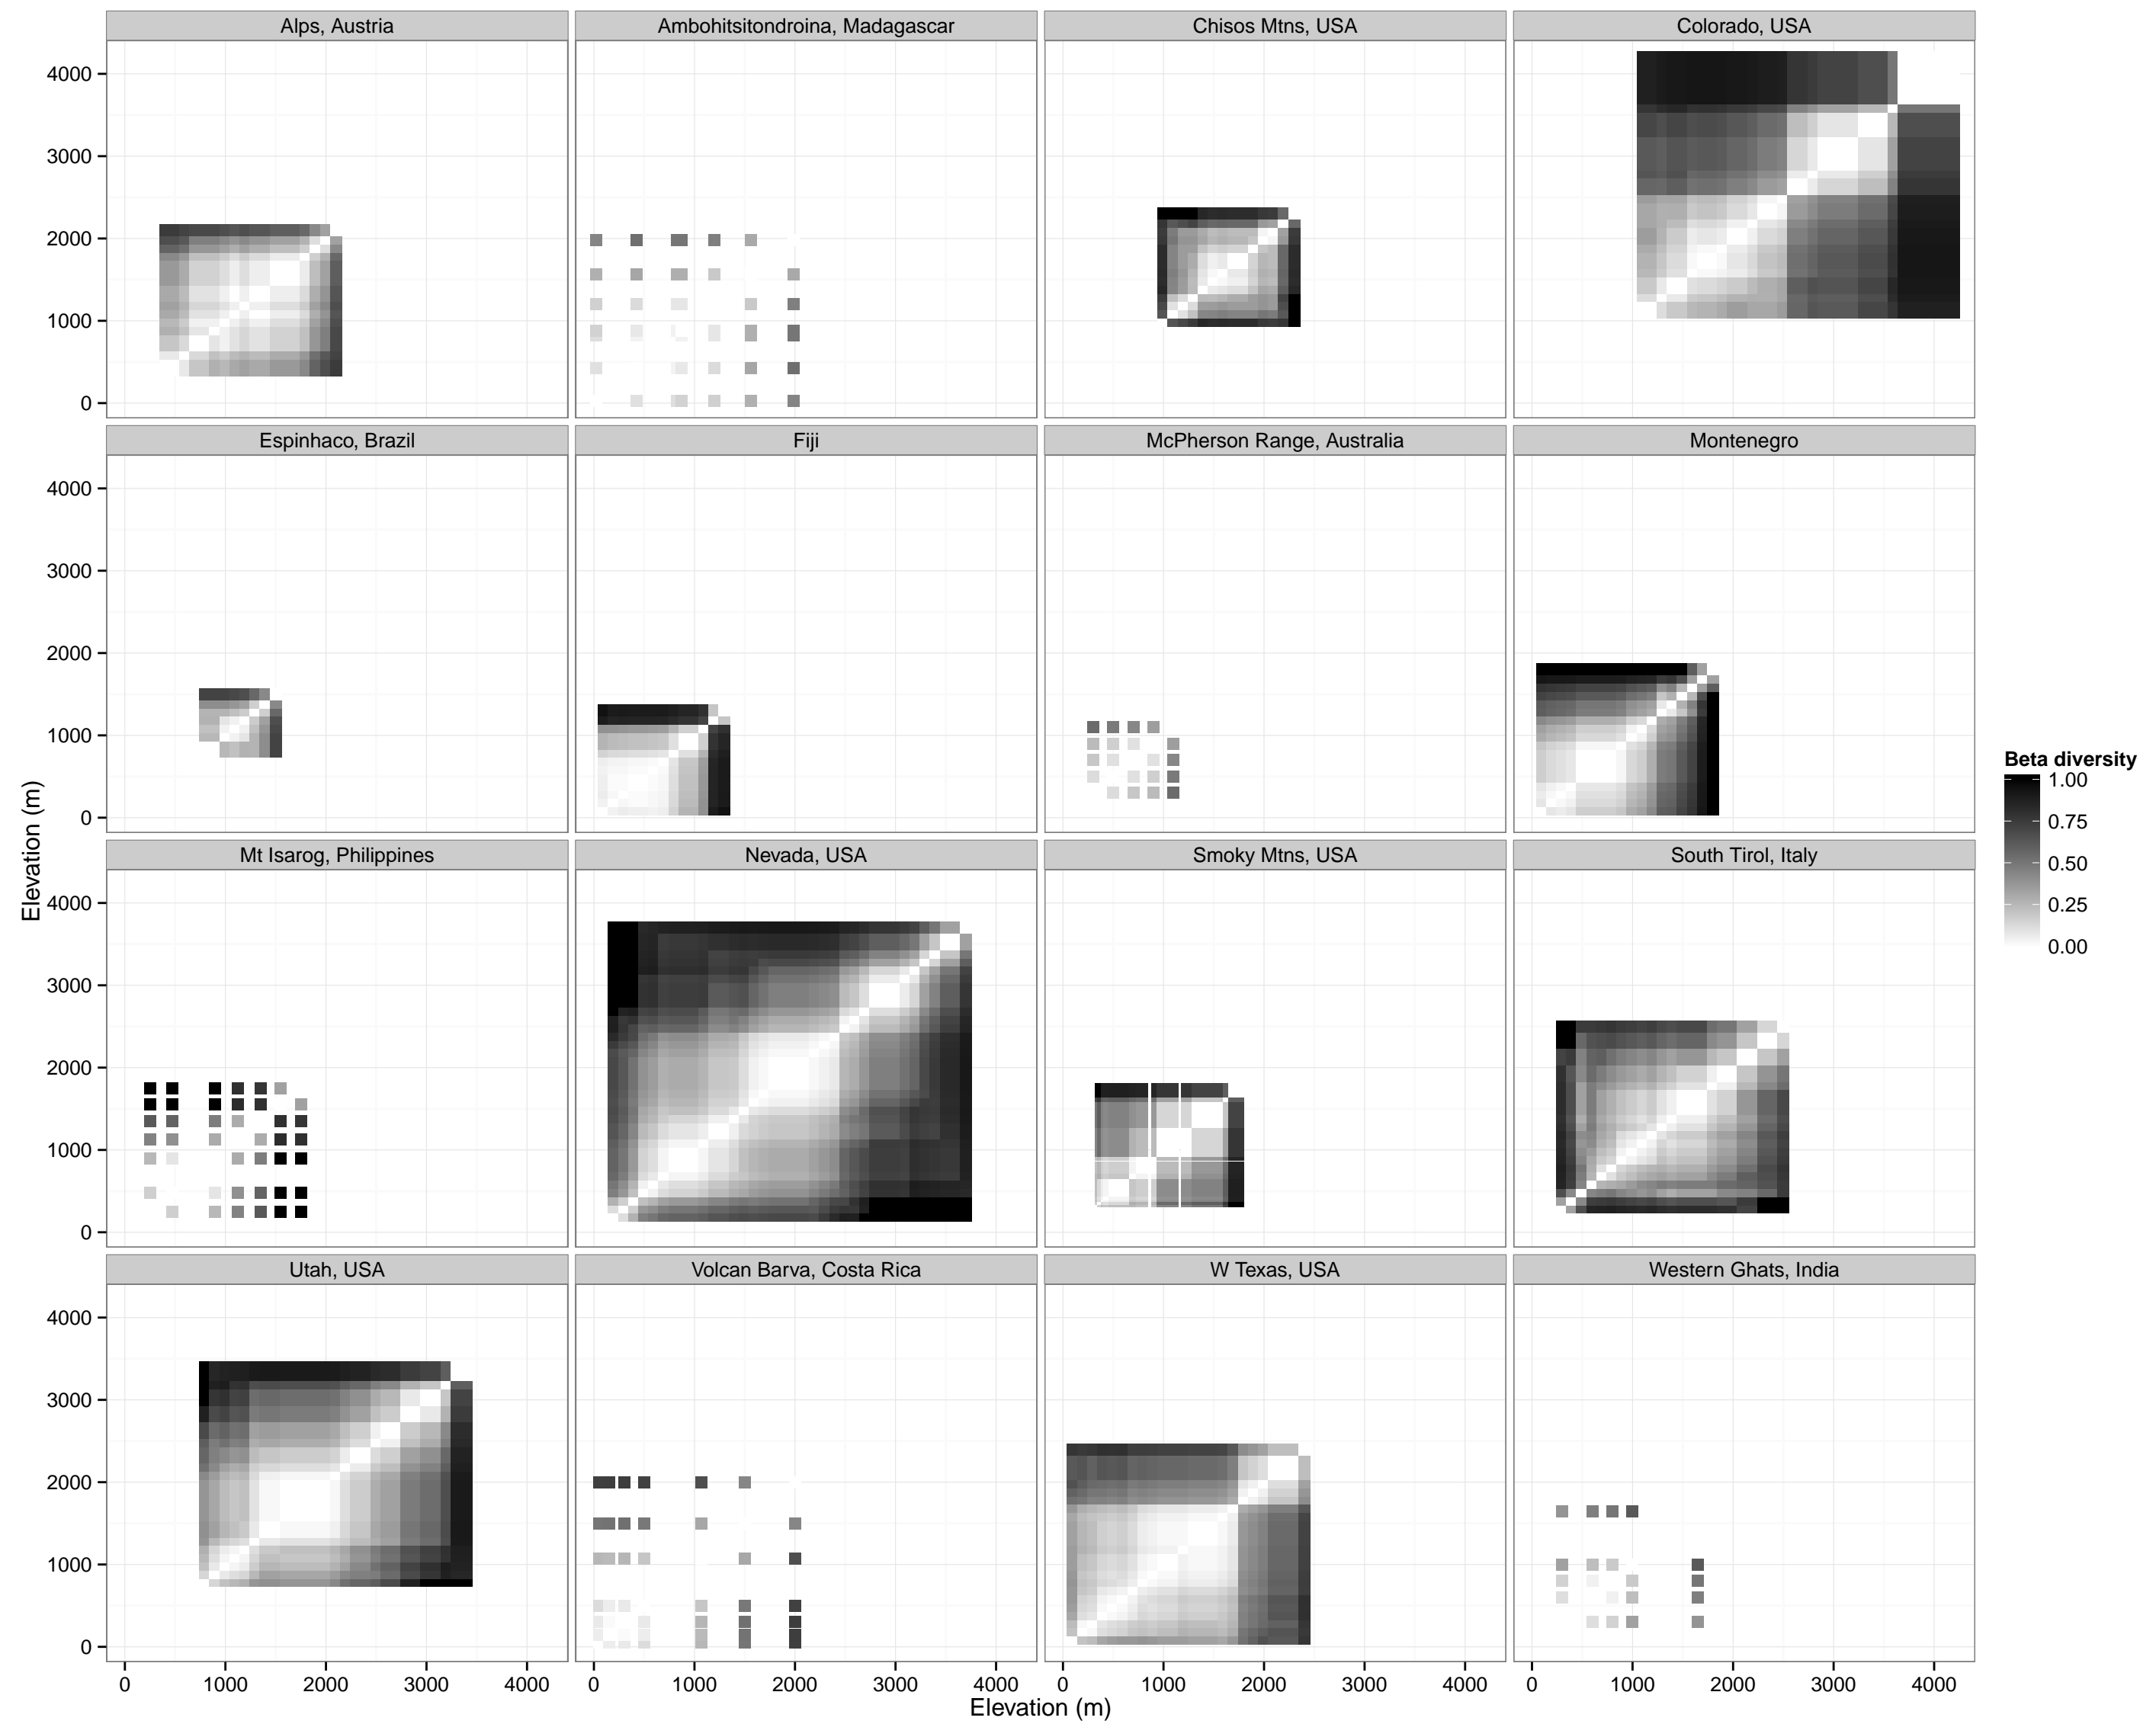 Alps, Austria
Ambohitsitondroina, Madagascar
Chisos Mtns, USA
Colorado, USA
4000
3000
2000
1000
0
Espinhaco, Brazil
Fiji
McPherson Range, Australia
Montenegro
4000
3000
2000
1000
0
Elevation (m)
Beta diversity
1.00
0.75
0.50
0.25
0.00
Mt Isarog, Philippines
Nevada, USA
Smoky Mtns, USA
South Tirol, Italy
4000
3000
2000
1000
0
Utah, USA
Volcan Barva, Costa Rica
W Texas, USA
Western Ghats, India
4000
3000
2000
1000
0
0 1000 2000 3000 4000 0 1000 2000 3000 4000 0 1000 2000 3000 4000 0 1000 2000 3000 4000
Elevation (m)